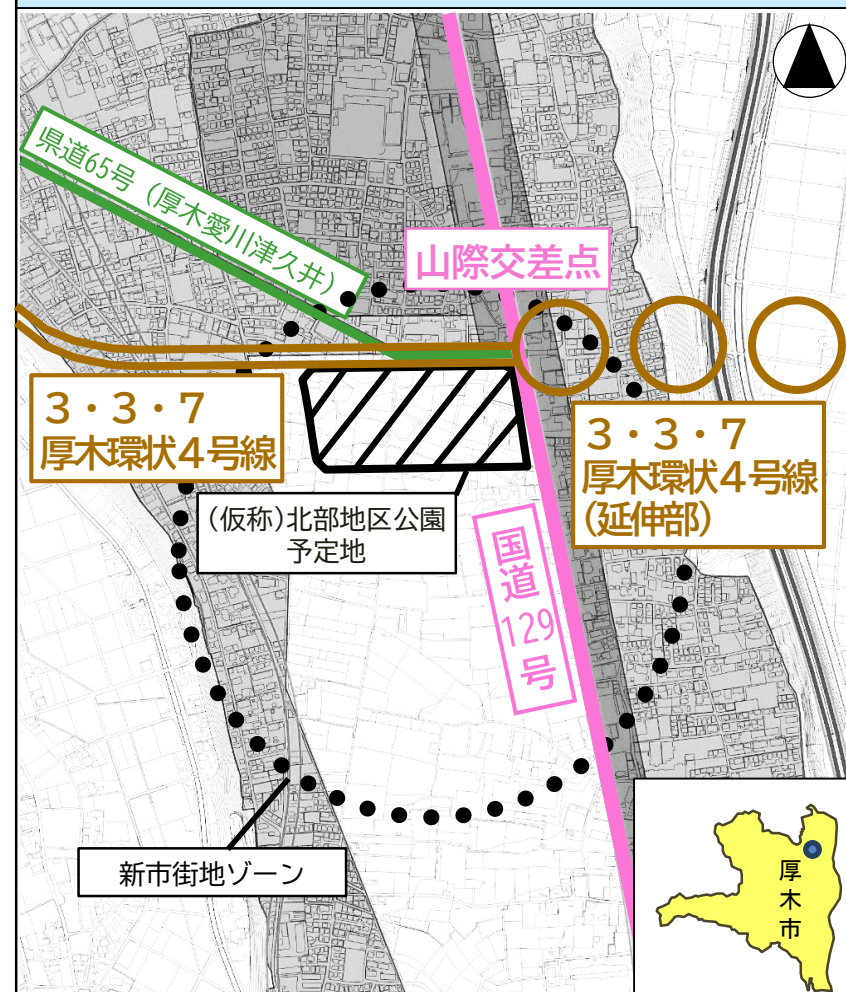 県道65号（厚木愛川津久井）
山際交差点
３・３・７
厚木環状４号線
３・３・７
厚木環状４号線
(延伸部)
(仮称)北部地区公園
予定地
国道129号
新市街地ゾーン
厚木市